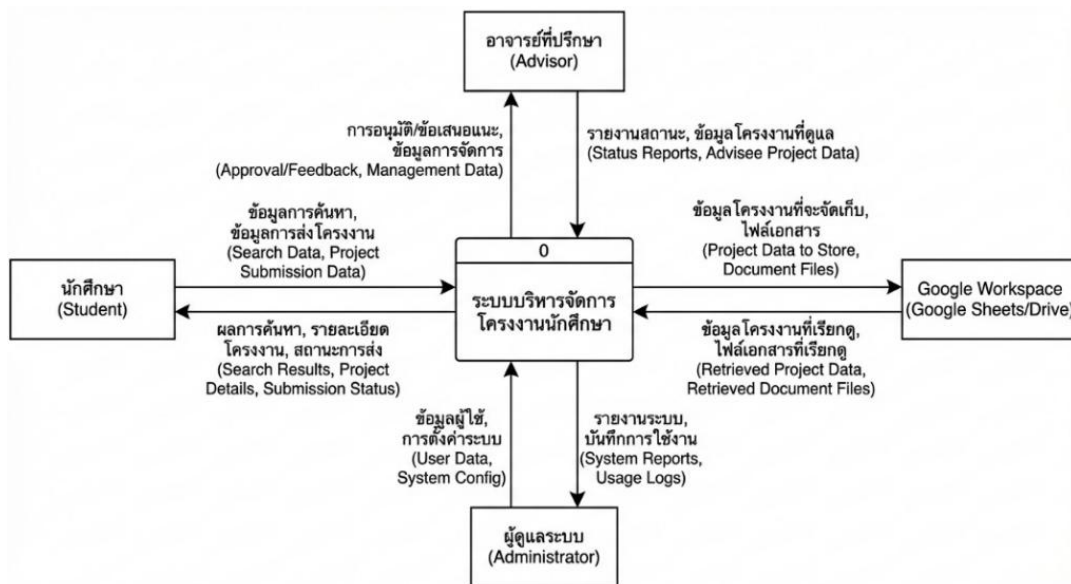 อาจารย์ที่ปรึกษา
(Advisor)
การอนุมัติ/ข้อเสนอแนะ,
ข้อมูลการจัดการ
(Approval/Feedback, Management Data)
รายงานสถานะ, ข้อมูลโครงงานที่ดูแล
(Status Reports, Advisee Project Data)
ข้อมูลการค้นหา,
ข้อมูลการส่งโครงงาน
(Search Data, Project
Submission Data)
ข้อมูลโครงงานที่จะจัดเก็บ,
ไฟล์เอกสาร
(Project Data to Store,
Document Files)
นักศึกษา
(Student)
0
ระบบบริหารจัดการ
โครงงานนักศึกษา
Google Workspace
(Google Sheets/Drive)
ผลการค้นหา, รายละเอียด
โครงงาน, สถานะการส่ง
(Search Results, Project
Details, Submission Status)
ข้อมูลโครงงานที่เรียกดู,
ไฟล์เอกสารที่เรียกดู
(Retrieved Project Data,
Retrieved Document Files)
ข้อมูลผู้ใช้,
การตั้งค่าระบบ
(User Data,
System Config)
รายงานระบบ,
บันทึกการใช้งาน
(System Reports,
Usage Logs)
ผู้ดูแลระบบ
(Administrator)